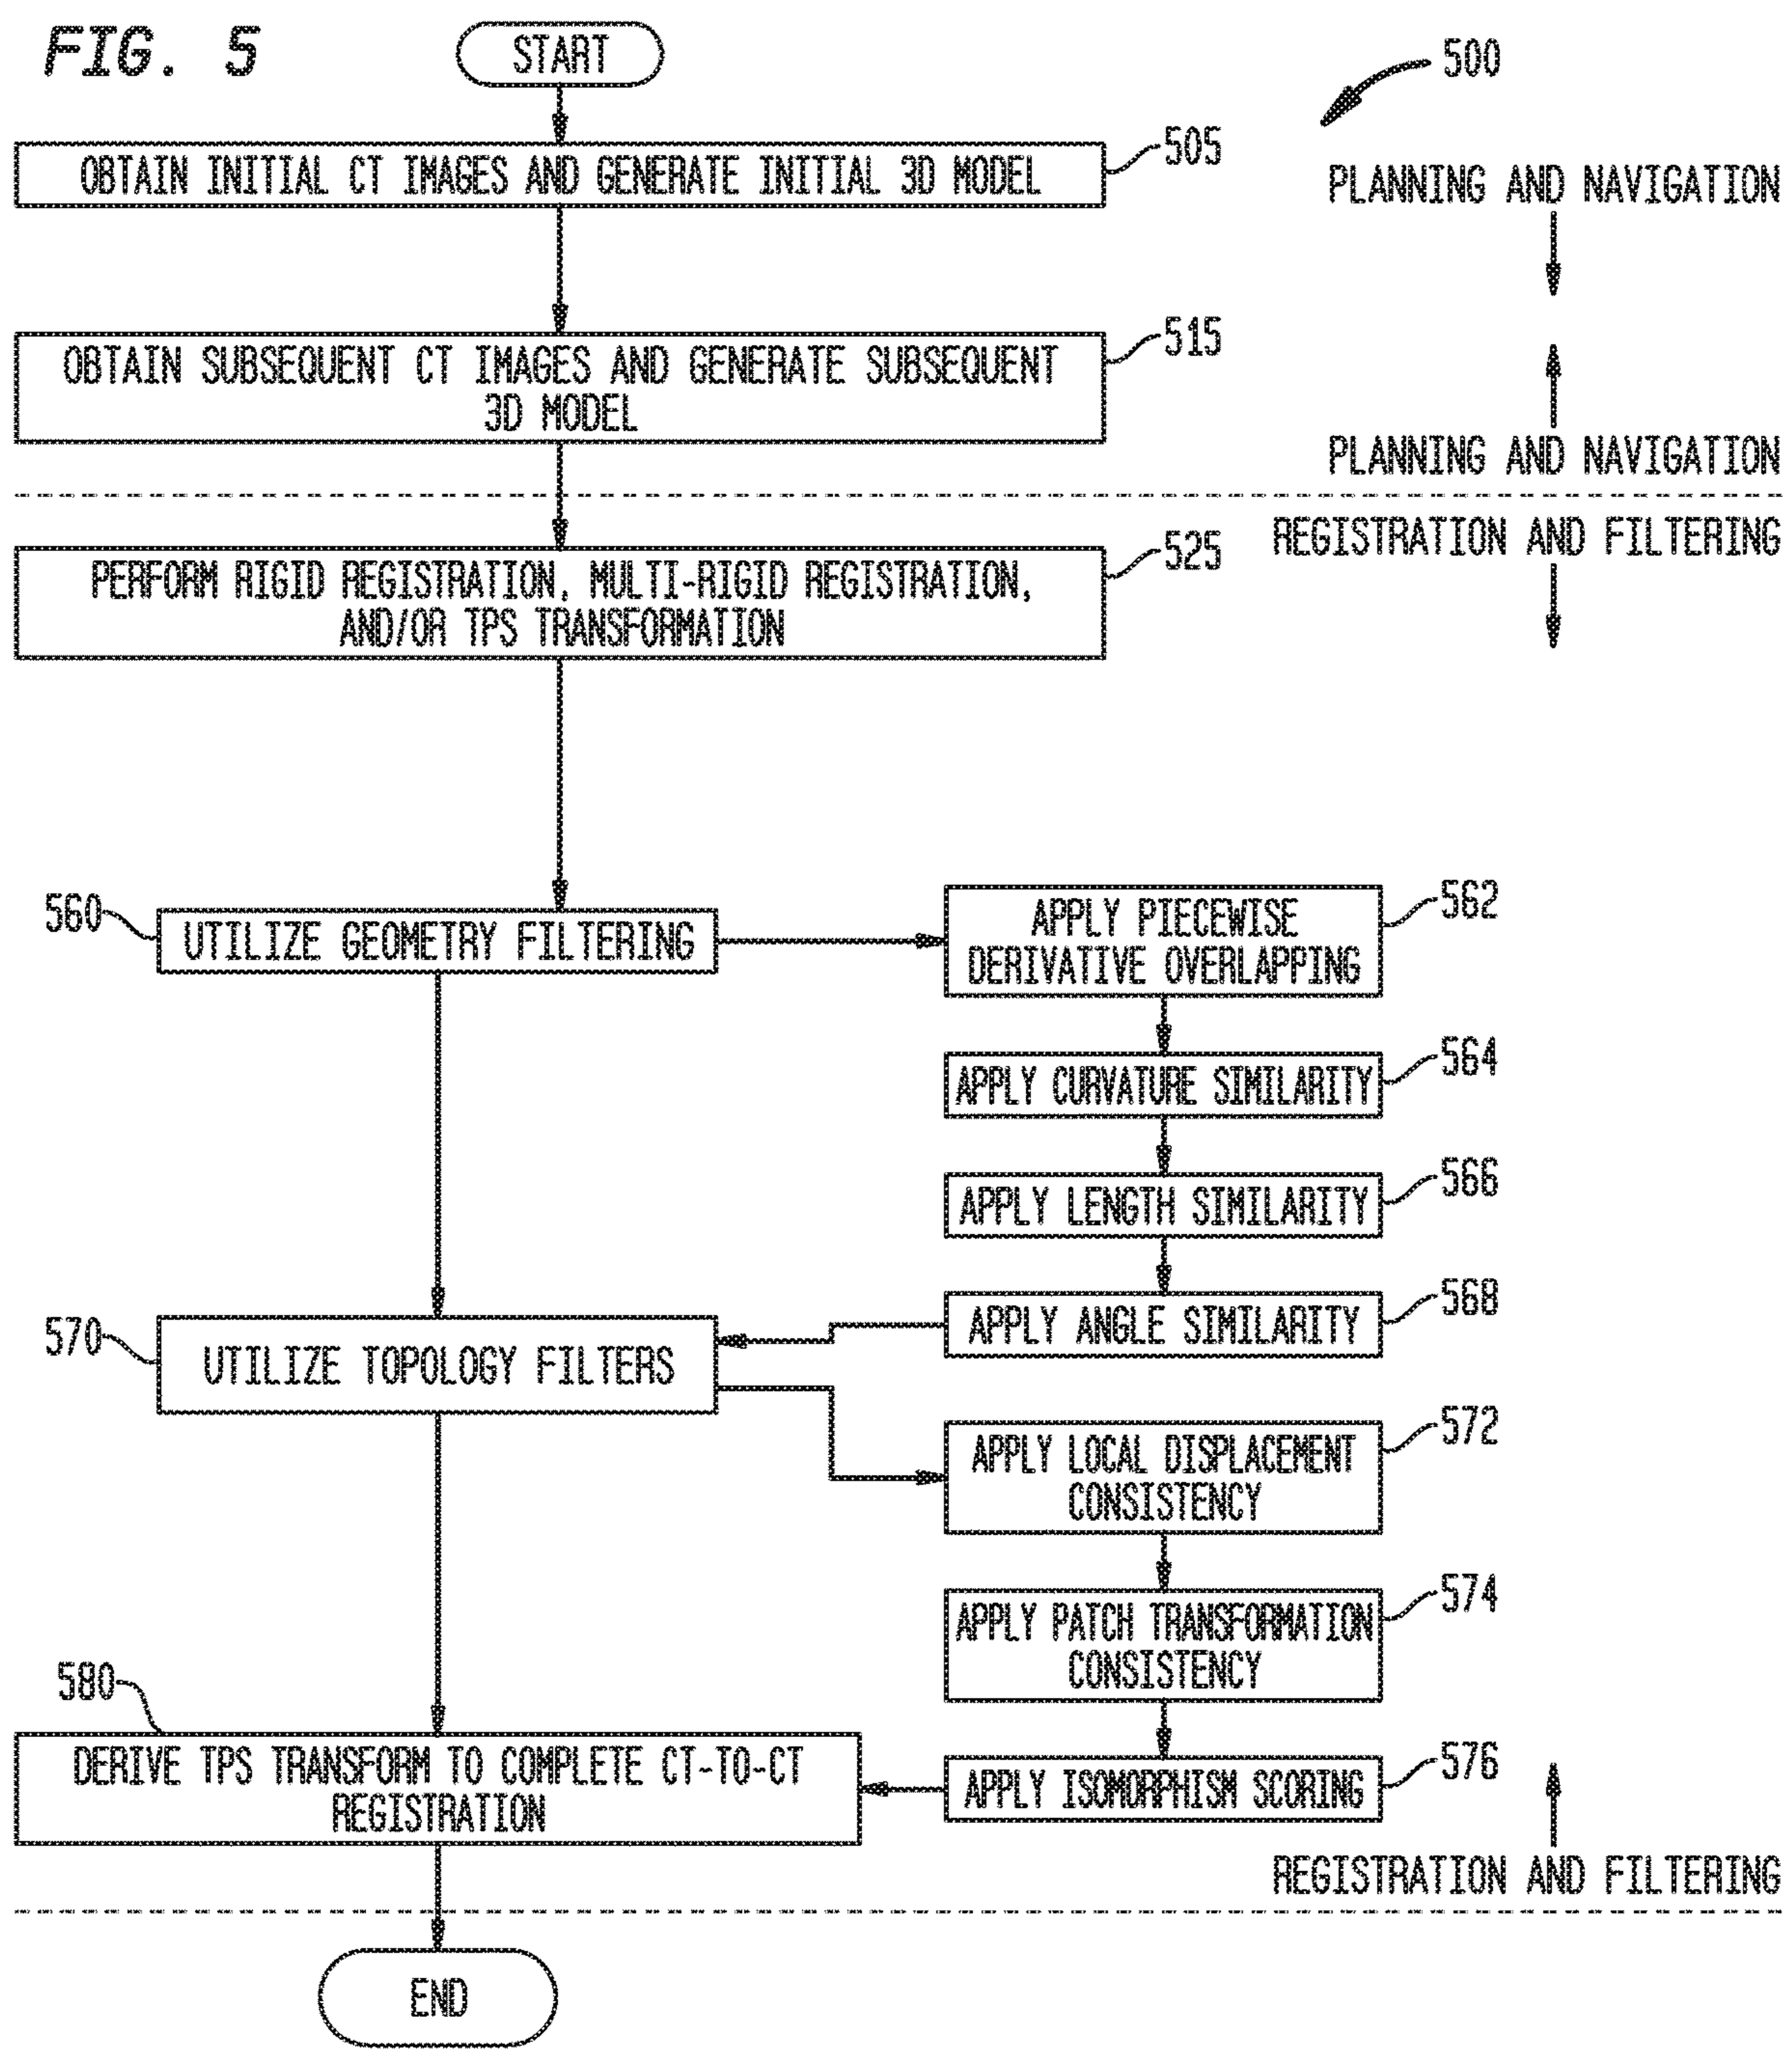 FIG. 5
START
500
505
OBTAIN INITIAL CT IMAGES AND GENERATE INITIAL 3D MODEL
PLANNING AND NAVIGATION
515
OBTAIN SUBSEQUENT CT IMAGES AND GENERATE SUBSEQUENT
3D MODEL
PLANNING AND NAVIGATION
REGISTRATION AND FILTERING
525
PERFORM RIGID REGISTRATION, MULTI-RIGID REGISTRATION,
AND/OR TPS TRANSFORMATION
560
UTILIZE GEOMETRY FILTERING
562
APPLY PIECEWISE
DERIVATIVE OVERLAPPING
564
APPLY CURVATURE SIMILARITY
566
APPLY LENGTH SIMILARITY
568
APPLY ANGLE SIMILARITY
570
UTILIZE TOPOLOGY FILTERS
572
APPLY LOCAL DISPLACEMENT
CONSISTENCY
574
APPLY PATCH TRANSFORMATION
CONSISTENCY
576
APPLY ISOMORPHISM SCORING
580
DERIVE TPS TRANSFORM TO COMPLETE CT-TO-CT
REGISTRATION
REGISTRATION AND FILTERING
END